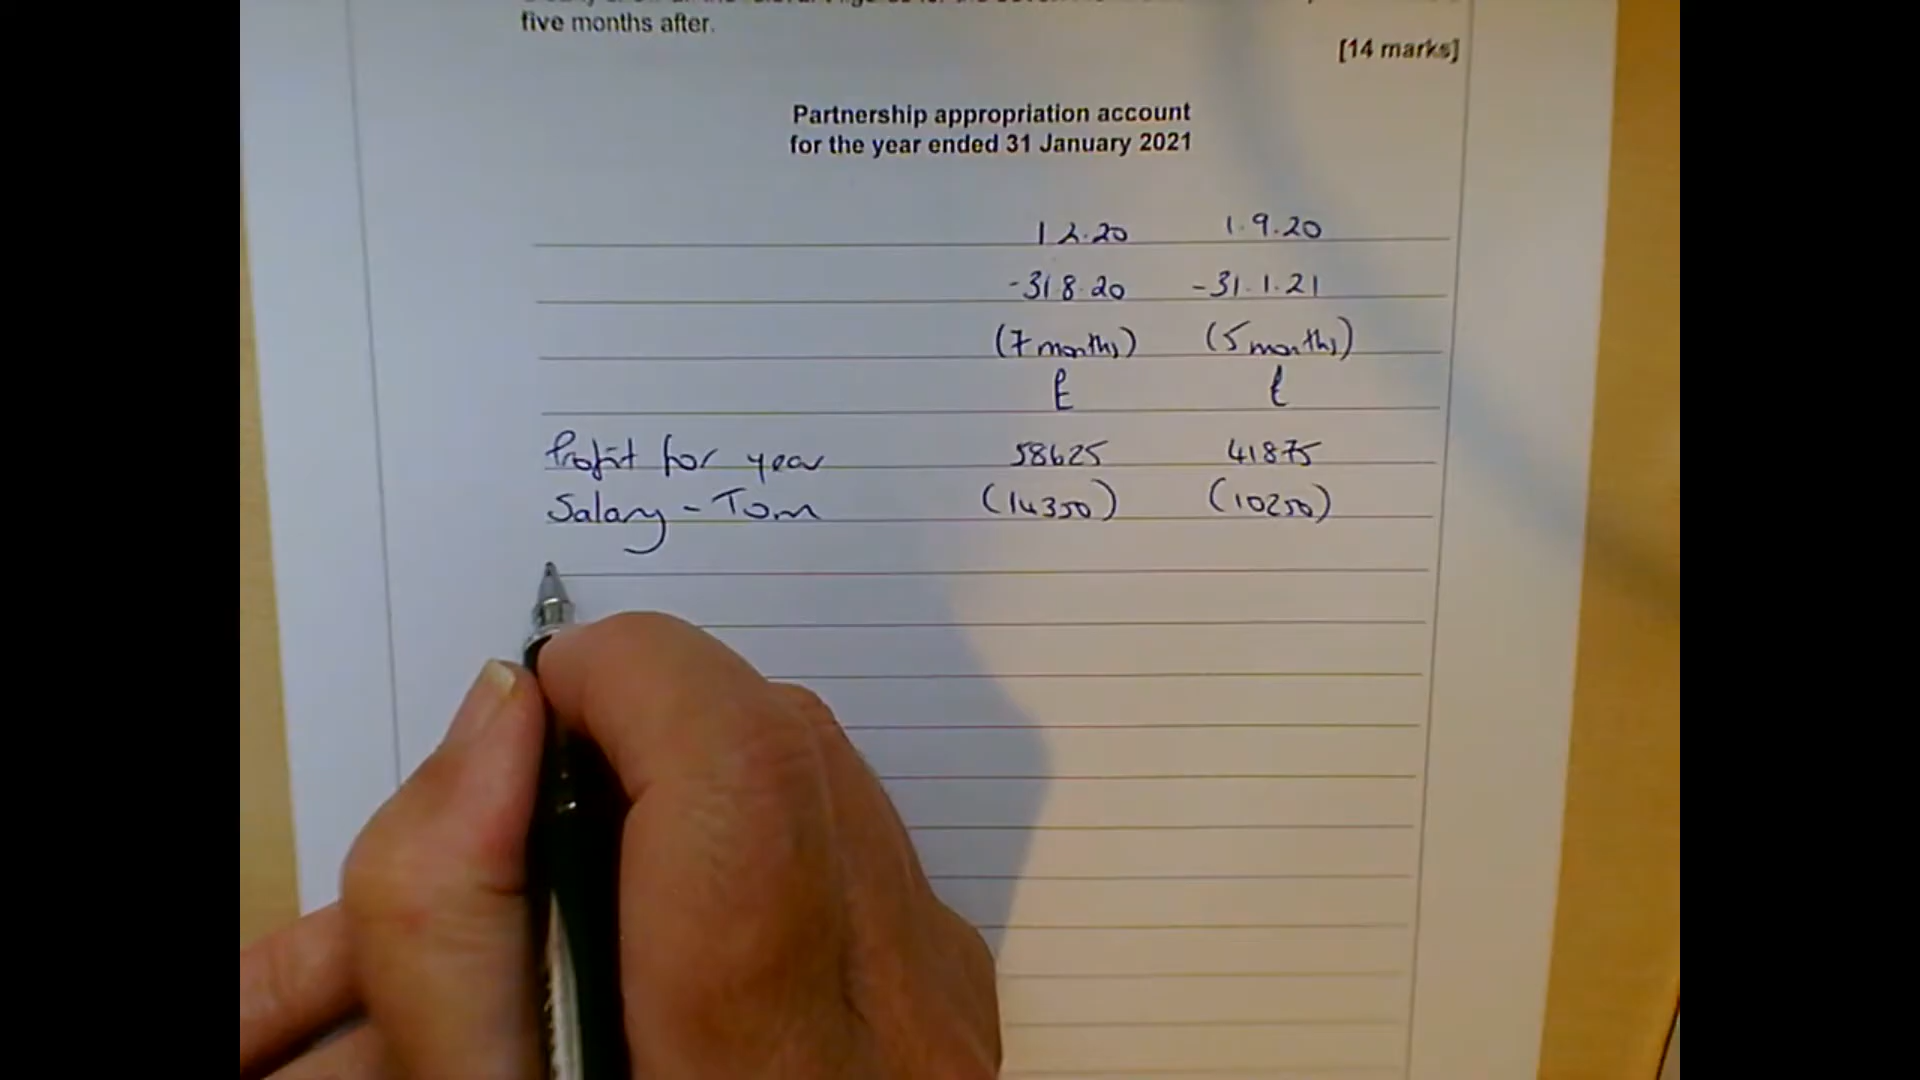 five months after.
[14 marks]
Partnership appropriation account
for the year ended 31 January 2021
1.2.20 1.9.20
-31.8.20 -31.1.21
(7 months) (5 months)
£ £
Profit for year 58625 41875
Salary - Tom (14350) (10250)